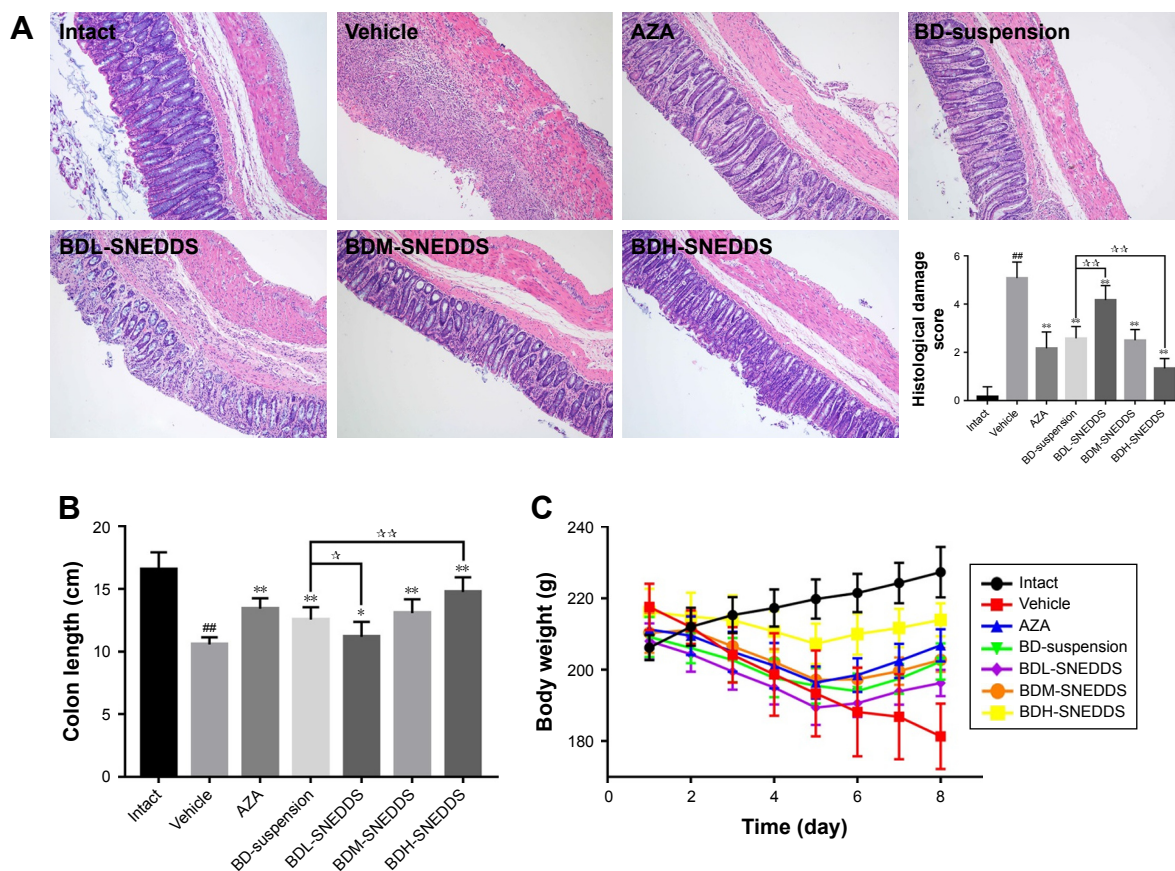 A
Intact
Vehicle
AZA
BD-suspension
BDL-SNEDDS
BDM-SNEDDS
BDH-SNEDDS
Histological damage
score
6
4
2
0
##
**
**
**
**
**
☆☆
☆☆
Intact
Vehicle
AZA
BD-suspension
BDL-SNEDDS
BDM-SNEDDS
BDH-SNEDDS
B
Colon length (cm)
20
15
10
5
0
##
**
**
*
**
**
☆
☆☆
Intact
Vehicle
AZA
BD-suspension
BDL-SNEDDS
BDM-SNEDDS
BDH-SNEDDS
C
Body weight (g)
240
220
200
180
0
2
4
6
8
Time (day)
Intact
Vehicle
AZA
BD-suspension
BDL-SNEDDS
BDM-SNEDDS
BDH-SNEDDS